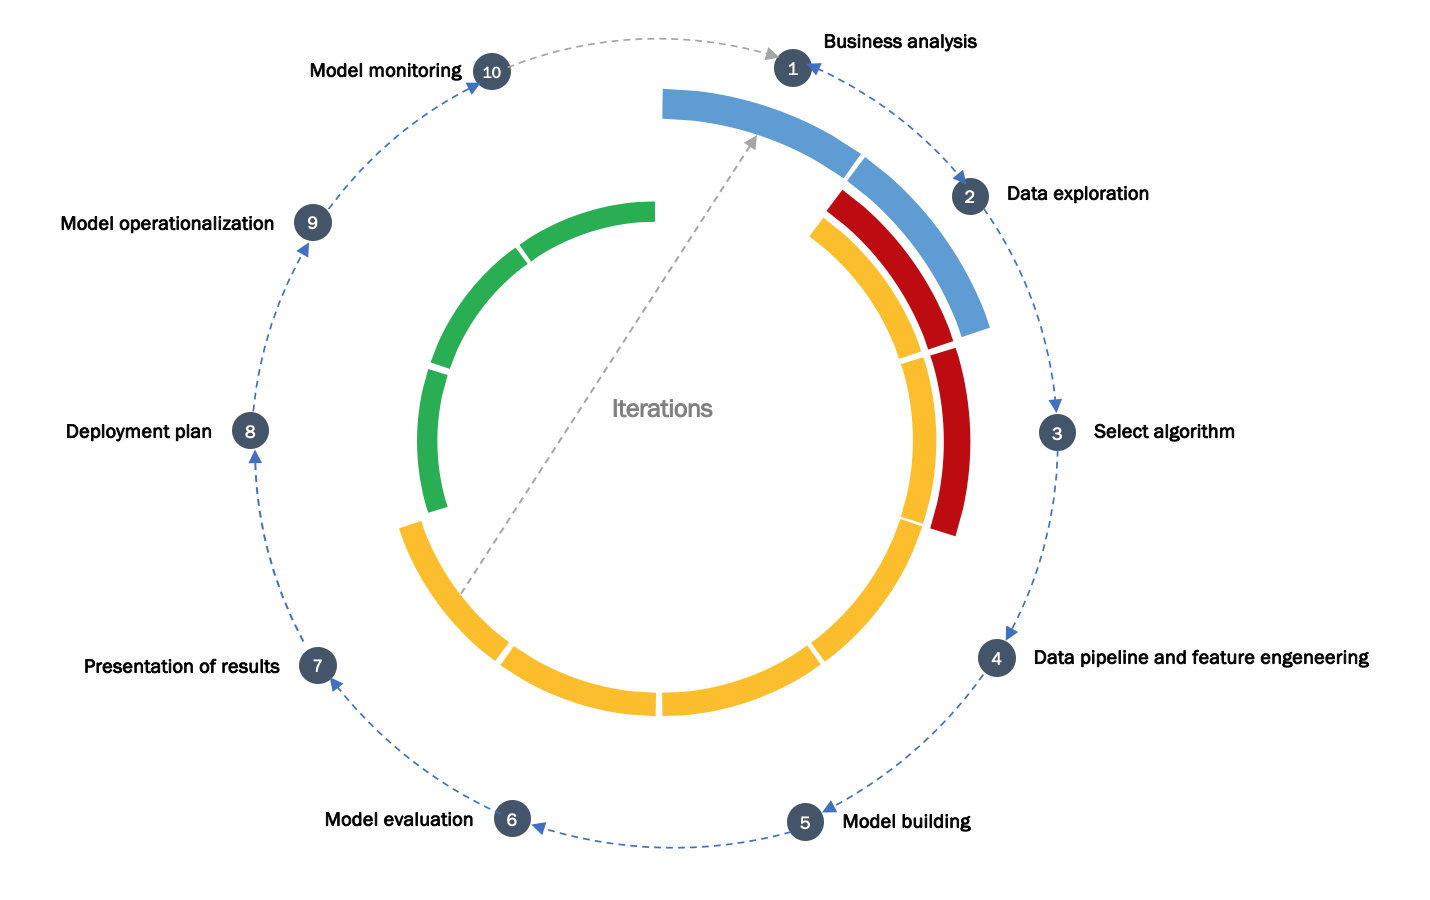 1
Business analysis
2
Data exploration
3
Select algorithm
4
Data pipeline and feature engeneering
5
Model building
6
Model evaluation
7
Presentation of results
8
Deployment plan
9
Model operationalization
10
Model monitoring
Iterations